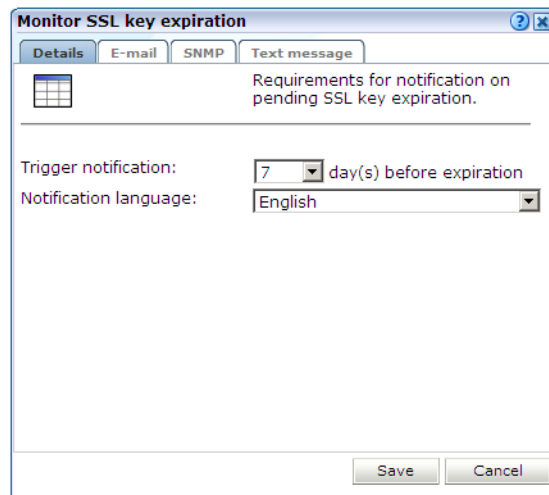 Monitor SSL key expiration ?
Details E-mail SNMP Text message
Requirements for notification on
pending SSL key expiration.
Trigger notification: 7 day(s) before expiration
Notification language: English
Save Cancel